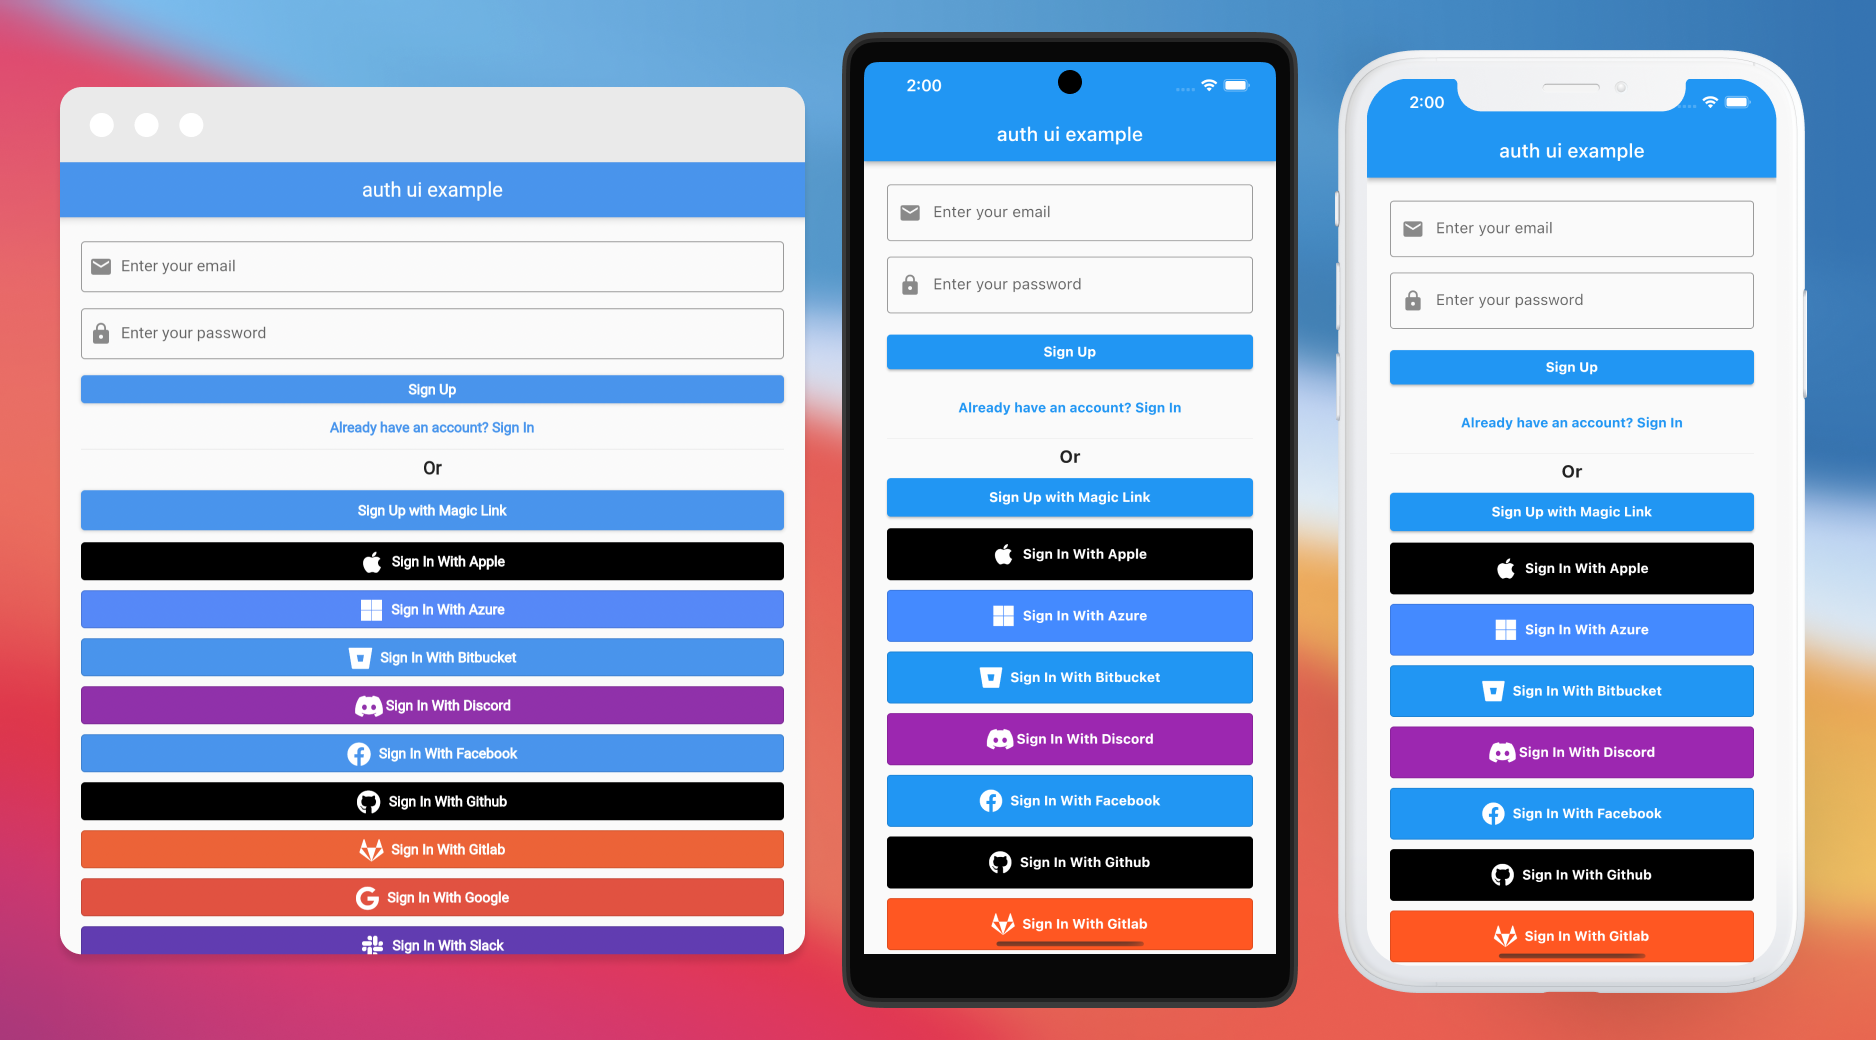 auth ui example
Enter your email
Enter your password
Sign Up
Already have an account? Sign In
Or
Sign Up with Magic Link
Sign In With Apple
Sign In With Azure
Sign In With Bitbucket
Sign In With Discord
Sign In With Facebook
Sign In With Github
Sign In With Gitlab
Sign In With Google
Sign In With Slack
2:00
auth ui example
Enter your email
Enter your password
Sign Up
Already have an account? Sign In
Or
Sign Up with Magic Link
Sign In With Apple
Sign In With Azure
Sign In With Bitbucket
Sign In With Discord
Sign In With Facebook
Sign In With Github
Sign In With Gitlab
2:00
auth ui example
Enter your email
Enter your password
Sign Up
Already have an account? Sign In
Or
Sign Up with Magic Link
Sign In With Apple
Sign In With Azure
Sign In With Bitbucket
Sign In With Discord
Sign In With Facebook
Sign In With Github
Sign In With Gitlab